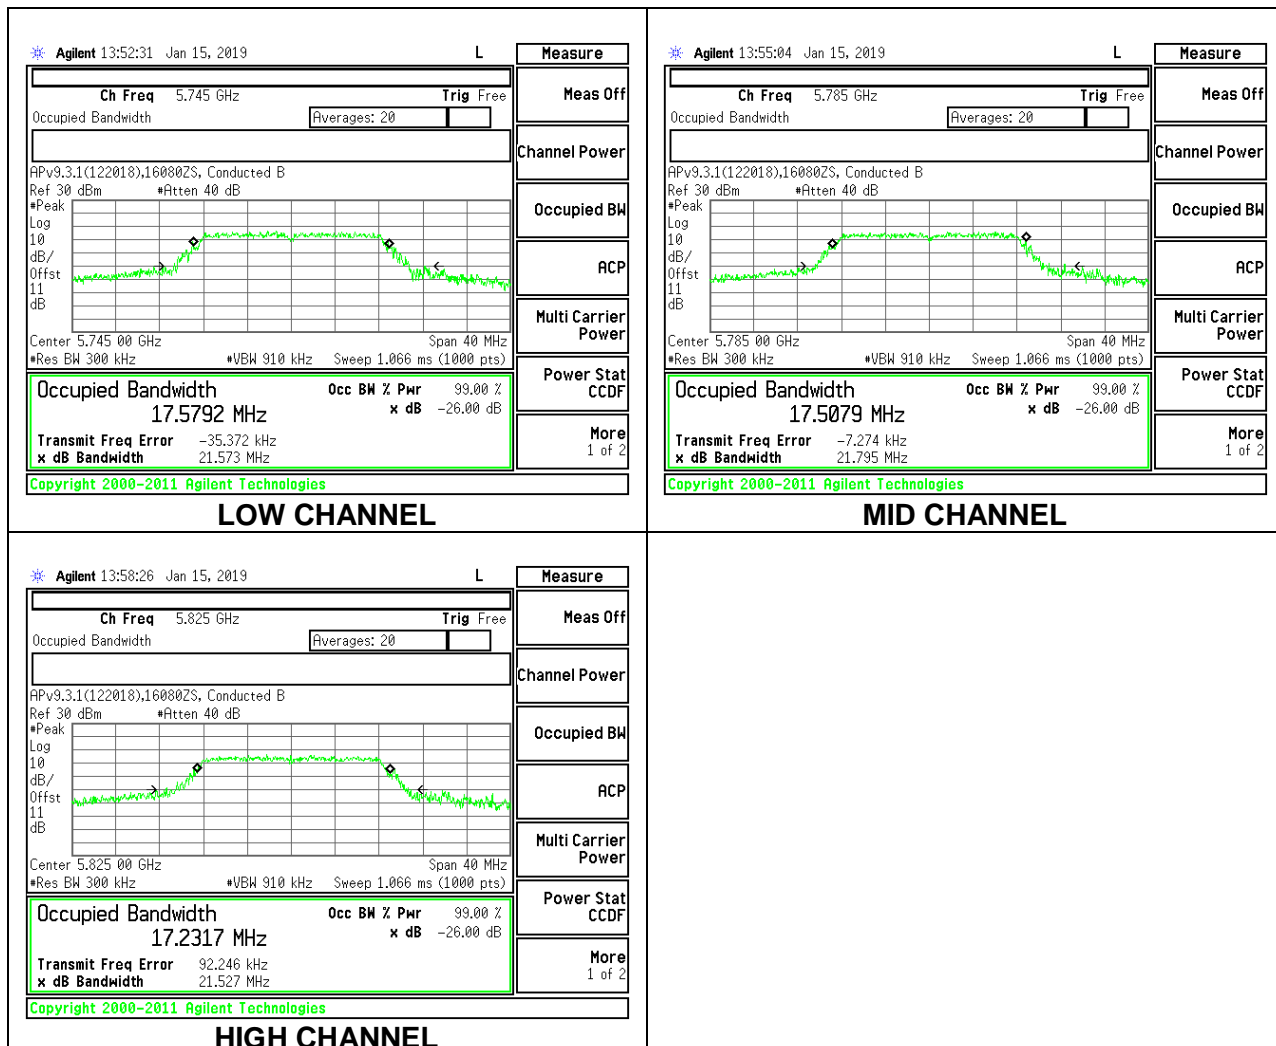 Agilent 13:52:31 Jan 15, 2019 L
Measure
Ch Freq 5.745 GHz Trig Free
Meas Off
Occupied Bandwidth Averages: 20
Channel Power
APv9.3.1(122018),16080ZS, Conducted B
Ref 30 dBm #Atten 40 dB
#Peak
Log
10
dB/
Offst
11
dB
Occupied BW
ACP
Multi Carrier
Power
Center 5.745 00 GHz Span 40 MHz
#Res BW 300 kHz #VBW 910 kHz Sweep 1.066 ms (1000 pts)
Power Stat
CCDF
Occupied Bandwidth Occ BW % Pwr 99.00 %
17.5792 MHz x dB -26.00 dB
Transmit Freq Error -35.372 kHz
x dB Bandwidth 21.573 MHz
More
1 of 2
Copyright 2000-2011 Agilent Technologies
LOW CHANNEL
Agilent 13:55:04 Jan 15, 2019 L
Measure
Ch Freq 5.785 GHz Trig Free
Meas Off
Occupied Bandwidth Averages: 20
Channel Power
APv9.3.1(122018),16080ZS, Conducted B
Ref 30 dBm #Atten 40 dB
#Peak
Log
10
dB/
Offst
11
dB
Occupied BW
ACP
Multi Carrier
Power
Center 5.785 00 GHz Span 40 MHz
#Res BW 300 kHz #VBW 910 kHz Sweep 1.066 ms (1000 pts)
Power Stat
CCDF
Occupied Bandwidth Occ BW % Pwr 99.00 %
17.5079 MHz x dB -26.00 dB
Transmit Freq Error -7.274 kHz
x dB Bandwidth 21.795 MHz
More
1 of 2
Copyright 2000-2011 Agilent Technologies
MID CHANNEL
Agilent 13:58:26 Jan 15, 2019 L
Measure
Ch Freq 5.825 GHz Trig Free
Meas Off
Occupied Bandwidth Averages: 20
Channel Power
APv9.3.1(122018),16080ZS, Conducted B
Ref 30 dBm #Atten 40 dB
#Peak
Log
10
dB/
Offst
11
dB
Occupied BW
ACP
Multi Carrier
Power
Center 5.825 00 GHz Span 40 MHz
#Res BW 300 kHz #VBW 910 kHz Sweep 1.066 ms (1000 pts)
Power Stat
CCDF
Occupied Bandwidth Occ BW % Pwr 99.00 %
17.2317 MHz x dB -26.00 dB
Transmit Freq Error 92.246 kHz
x dB Bandwidth 21.527 MHz
More
1 of 2
Copyright 2000-2011 Agilent Technologies
HIGH CHANNEL